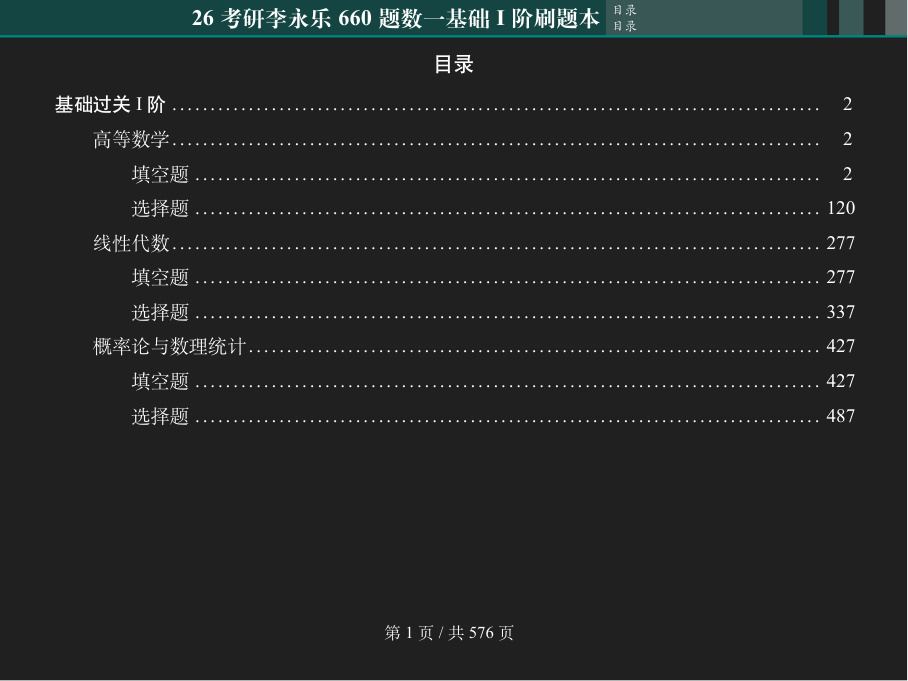 26 考研李永乐 660 题数一基础 I 阶刷题本
目录
目录
目录
基础过关 I 阶 ........................................ 2
高等数学 ........................................ 2
填空题 ........................................ 2
选择题 ........................................ 120
线性代数 ........................................ 277
填空题 ........................................ 277
选择题 ........................................ 337
概率论与数理统计 ........................................ 427
填空题 ........................................ 427
选择题 ........................................ 487
第 1 页 / 共 576 页